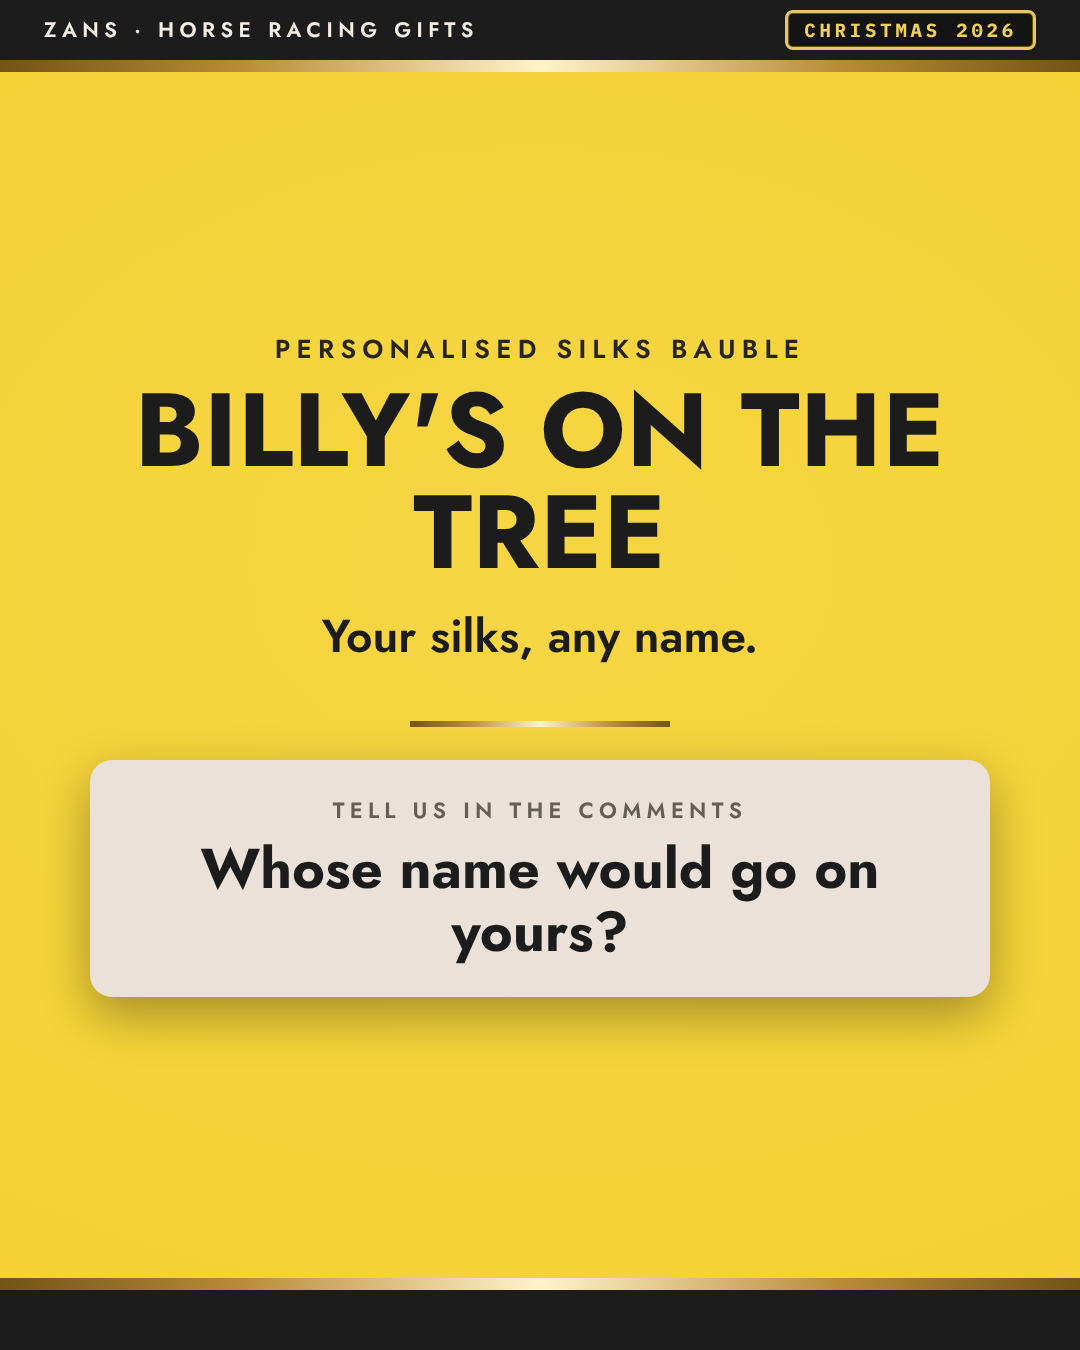 ZANS · HORSE RACING GIFTS
CHRISTMAS 2026
PERSONALISED SILKS BAUBLE
BILLY'S ON THE
TREE
Your silks, any name.
TELL US IN THE COMMENTS
Whose name would go on
yours?